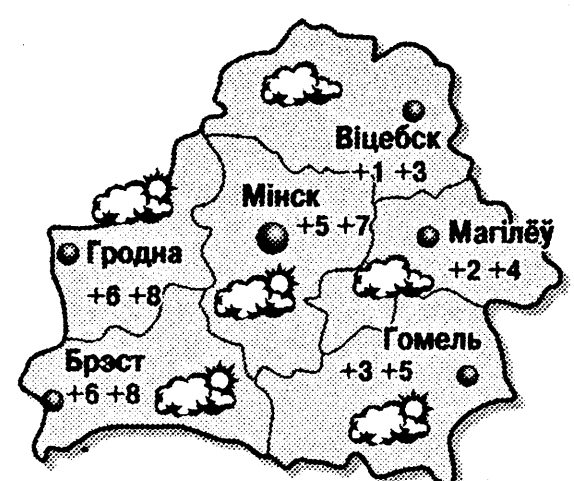 Віцебск
+1 +3
Мінск
+5 +7
Магілёў
+2 +4
Гродна
+6 +8
Гомель
+3 +5
Брэст
+6 +8